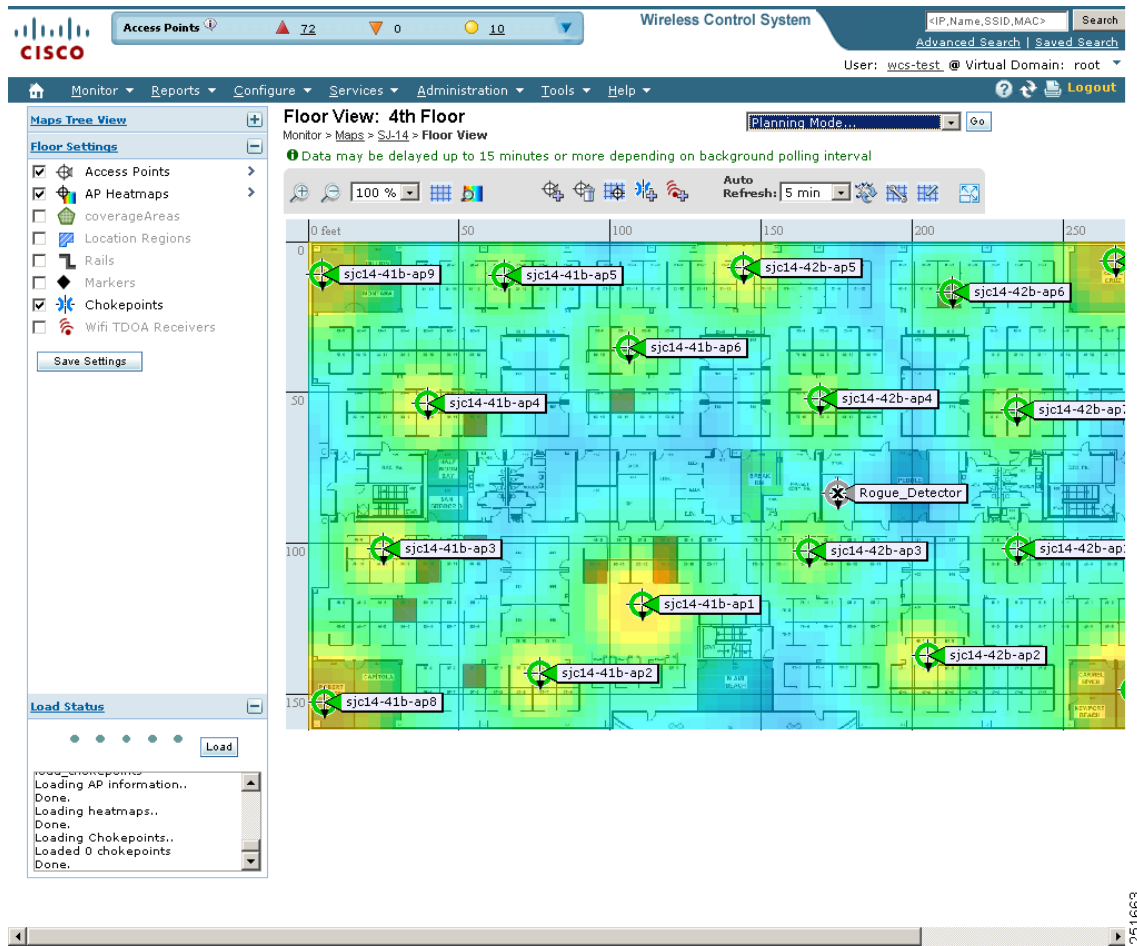 Access Points
72
0
10
Wireless Control System
<IP,Name,SSID,MAC>
Search
CISCO
Advanced Search | Saved Search
User: wcs-test @ Virtual Domain: root
Monitor Reports Configure Services Administration Tools Help Logout
Maps Tree View
Floor Settings
Access Points
AP Heatmaps
coverageAreas
Location Regions
Rails
Markers
Chokepoints
Wifi TDOA Receivers
Save Settings
Floor View: 4th Floor
Monitor > Maps > SJ-14 > Floor View
Planning Mode...
Go
Data may be delayed up to 15 minutes or more depending on background polling interval
100 %
Auto
Refresh: 5 min
0 feet 50 100 150 200 250
0
sjc14-41b-ap9
sjc14-41b-ap5
sjc14-42b-ap5
sjc14-42b-ap6
sjc14-41b-ap6
50
sjc14-41b-ap4
sjc14-42b-ap4
sjc14-42b-ap7
Rogue_Detector
100
sjc14-41b-ap3
sjc14-42b-ap3
sjc14-42b-ap
sjc14-41b-ap1
sjc14-42b-ap2
sjc14-41b-ap2
CAPITOLA
150
sjc14-41b-ap8
Load Status
Load
load_chokepoints
Loading AP information..
Done.
Loading heatmaps..
Done.
Loading Chokepoints..
Loaded 0 chokepoints
Done.
251663